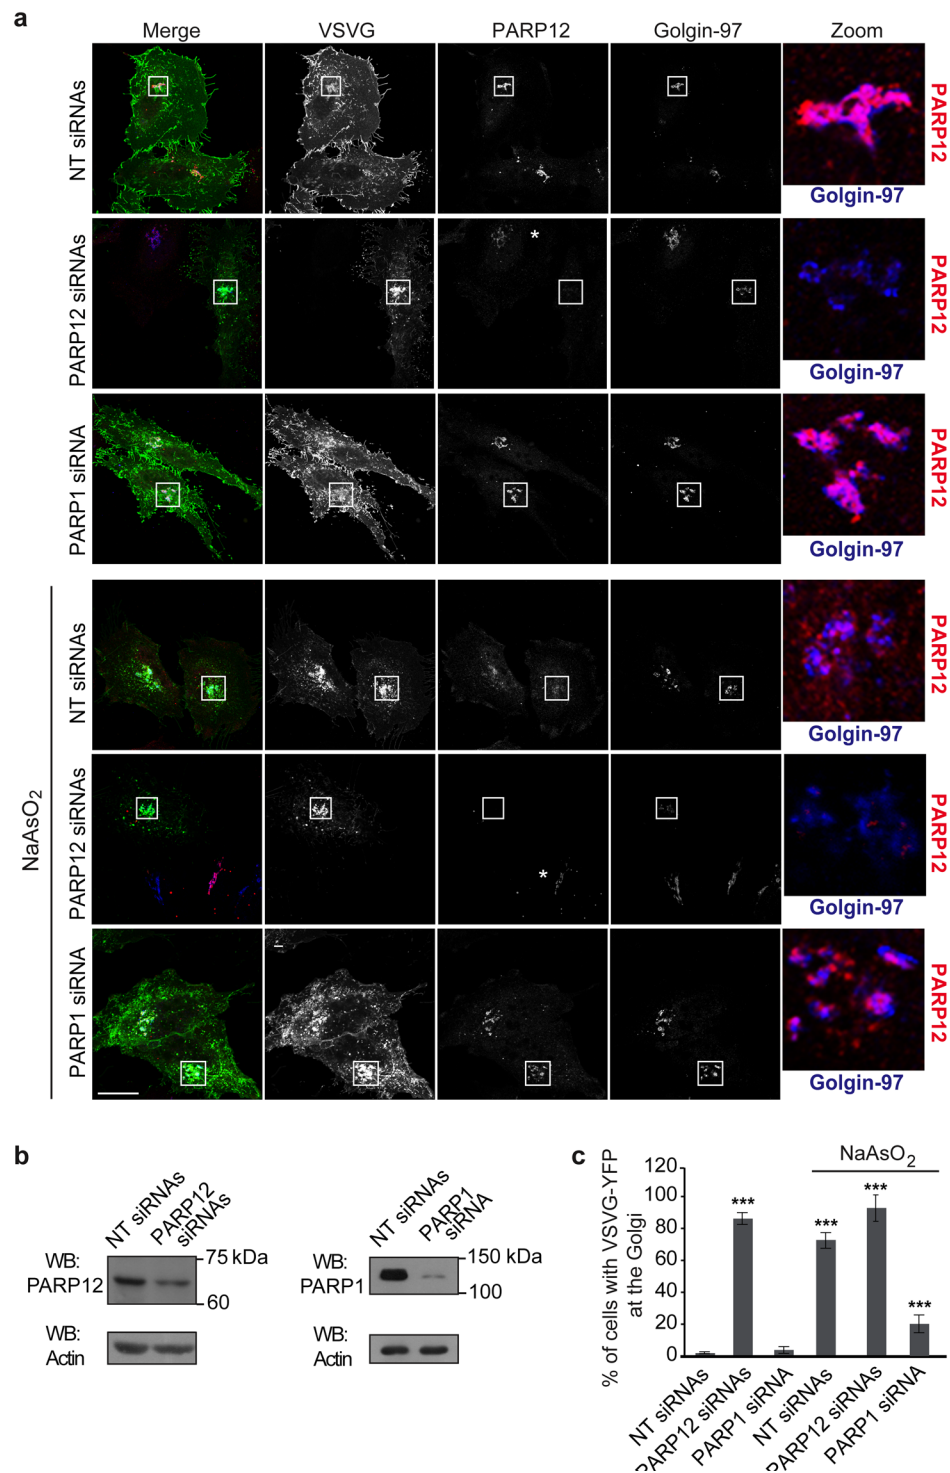 a
Merge VSVG PARP12 Golgin-97 Zoom
NT siRNAs
PARP12
Golgin-97
PARP12 siRNAs
PARP12
*
Golgin-97
PARP1 siRNA
PARP12
Golgin-97
NaAsO2
NT siRNAs
PARP12
Golgin-97
PARP12 siRNAs
PARP12
*
Golgin-97
PARP1 siRNA
PARP12
Golgin-97
b
NT siRNAs
PARP12
siRNAs
WB:
PARP12
75 kDa
60
WB:
Actin
NT siRNAs
PARP1
siRNA
WB:
PARP1
150 kDa
100
WB:
Actin
c
NaAsO2
% of cells with VSVG-YFP
at the Golgi
120
100
80
60
40
20
0
***
***
***
***
NT siRNAs
PARP12 siRNAs
PARP1 siRNA
NT siRNAs
PARP12 siRNAs
PARP1 siRNA